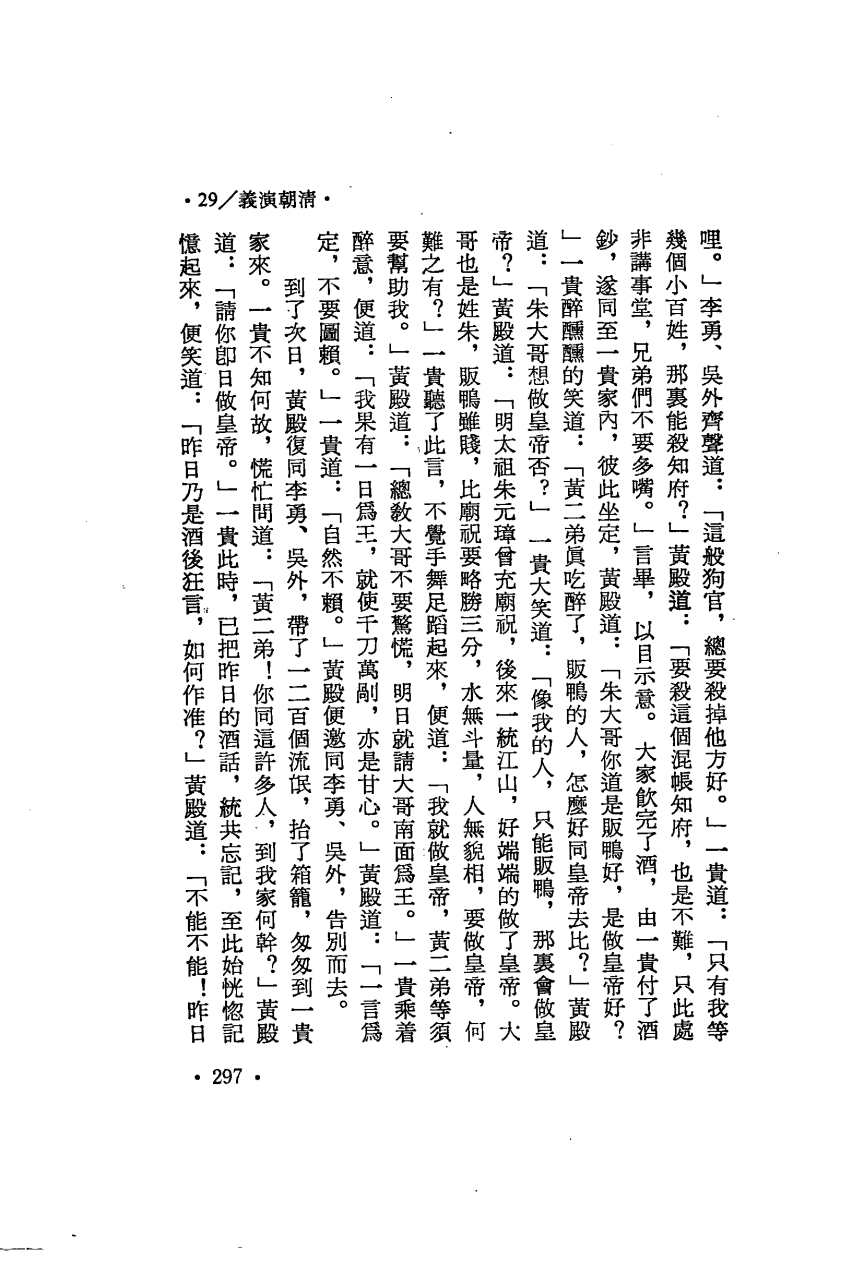 •29／義演朝清•
哩。」李勇、吳外齊聲道：「這般狗官，總要殺掉他方好。」一貴道：「只有我等
幾個小百姓，那裏能殺知府？」黃殿道：「要殺這個混帳知府，也是不難，只此處
非講事堂，兄弟們不要多嘴。」言畢，以目示意。大家飲完了酒，由一貴付了酒
鈔，遂同至一貴家內，彼此坐定，黃殿道：「朱大哥你道是販鴨好，是做皇帝好？
」一貴醉醺醺的笑道：「黃二弟眞吃醉了，販鴨的人，怎麼好同皇帝去比？」黃殿
道：「朱大哥想做皇帝否？」一貴大笑道：「像我的人，只能販鴨，那裏會做皇
帝？」黃殿道：「明太祖朱元璋曾充廟祝，後來一統江山，好端端的做了皇帝。大
哥也是姓朱，販鴨雖賤，比廟祝要略勝三分，水無斗量，人無貌相，要做皇帝，何
難之有？」一貴聽了此言，不覺手舞足蹈起來，便道：「我就做皇帝，黃二弟等須
要幫助我。」黃殿道：「總敎大哥不要驚慌，明日就請大哥南面爲王。」一貴乘着
醉意，便道：「我果有一日爲王，就使千刀萬剮，亦是甘心。」黃殿道：「一言爲
定，不要圖賴。」一貴道：「自然不賴。」黃殿便邀同李勇、吳外，告別而去。
到了次日，黃殿復同李勇、吳外，帶了一二百個流氓，抬了箱籠，匆匆到一貴
家來。一貴不知何故，慌忙問道：「黃二弟！你同這許多人，到我家何幹？」黃殿
道：「請你卽日做皇帝。」一貴此時，已把昨日的酒話，統共忘記，至此始恍惚記
憶起來，便笑道：「昨日乃是酒後狂言，如何作准？」黃殿道：「不能不能！昨日
•297•